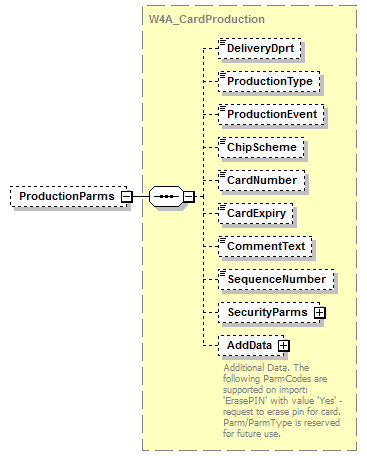 W4A_CardProduction
DeliveryDprt
ProductionType
ProductionEvent
ChipScheme
ProductionParms
CardNumber
CardExpiry
CommentText
SequenceNumber
SecurityParms
AddData
Additional Data. The
following ParmCodes are
supported on import:
'ErasePIN' with value 'Yes' -
request to erase pin for card.
Parm/ParmType is reserved
for future use.